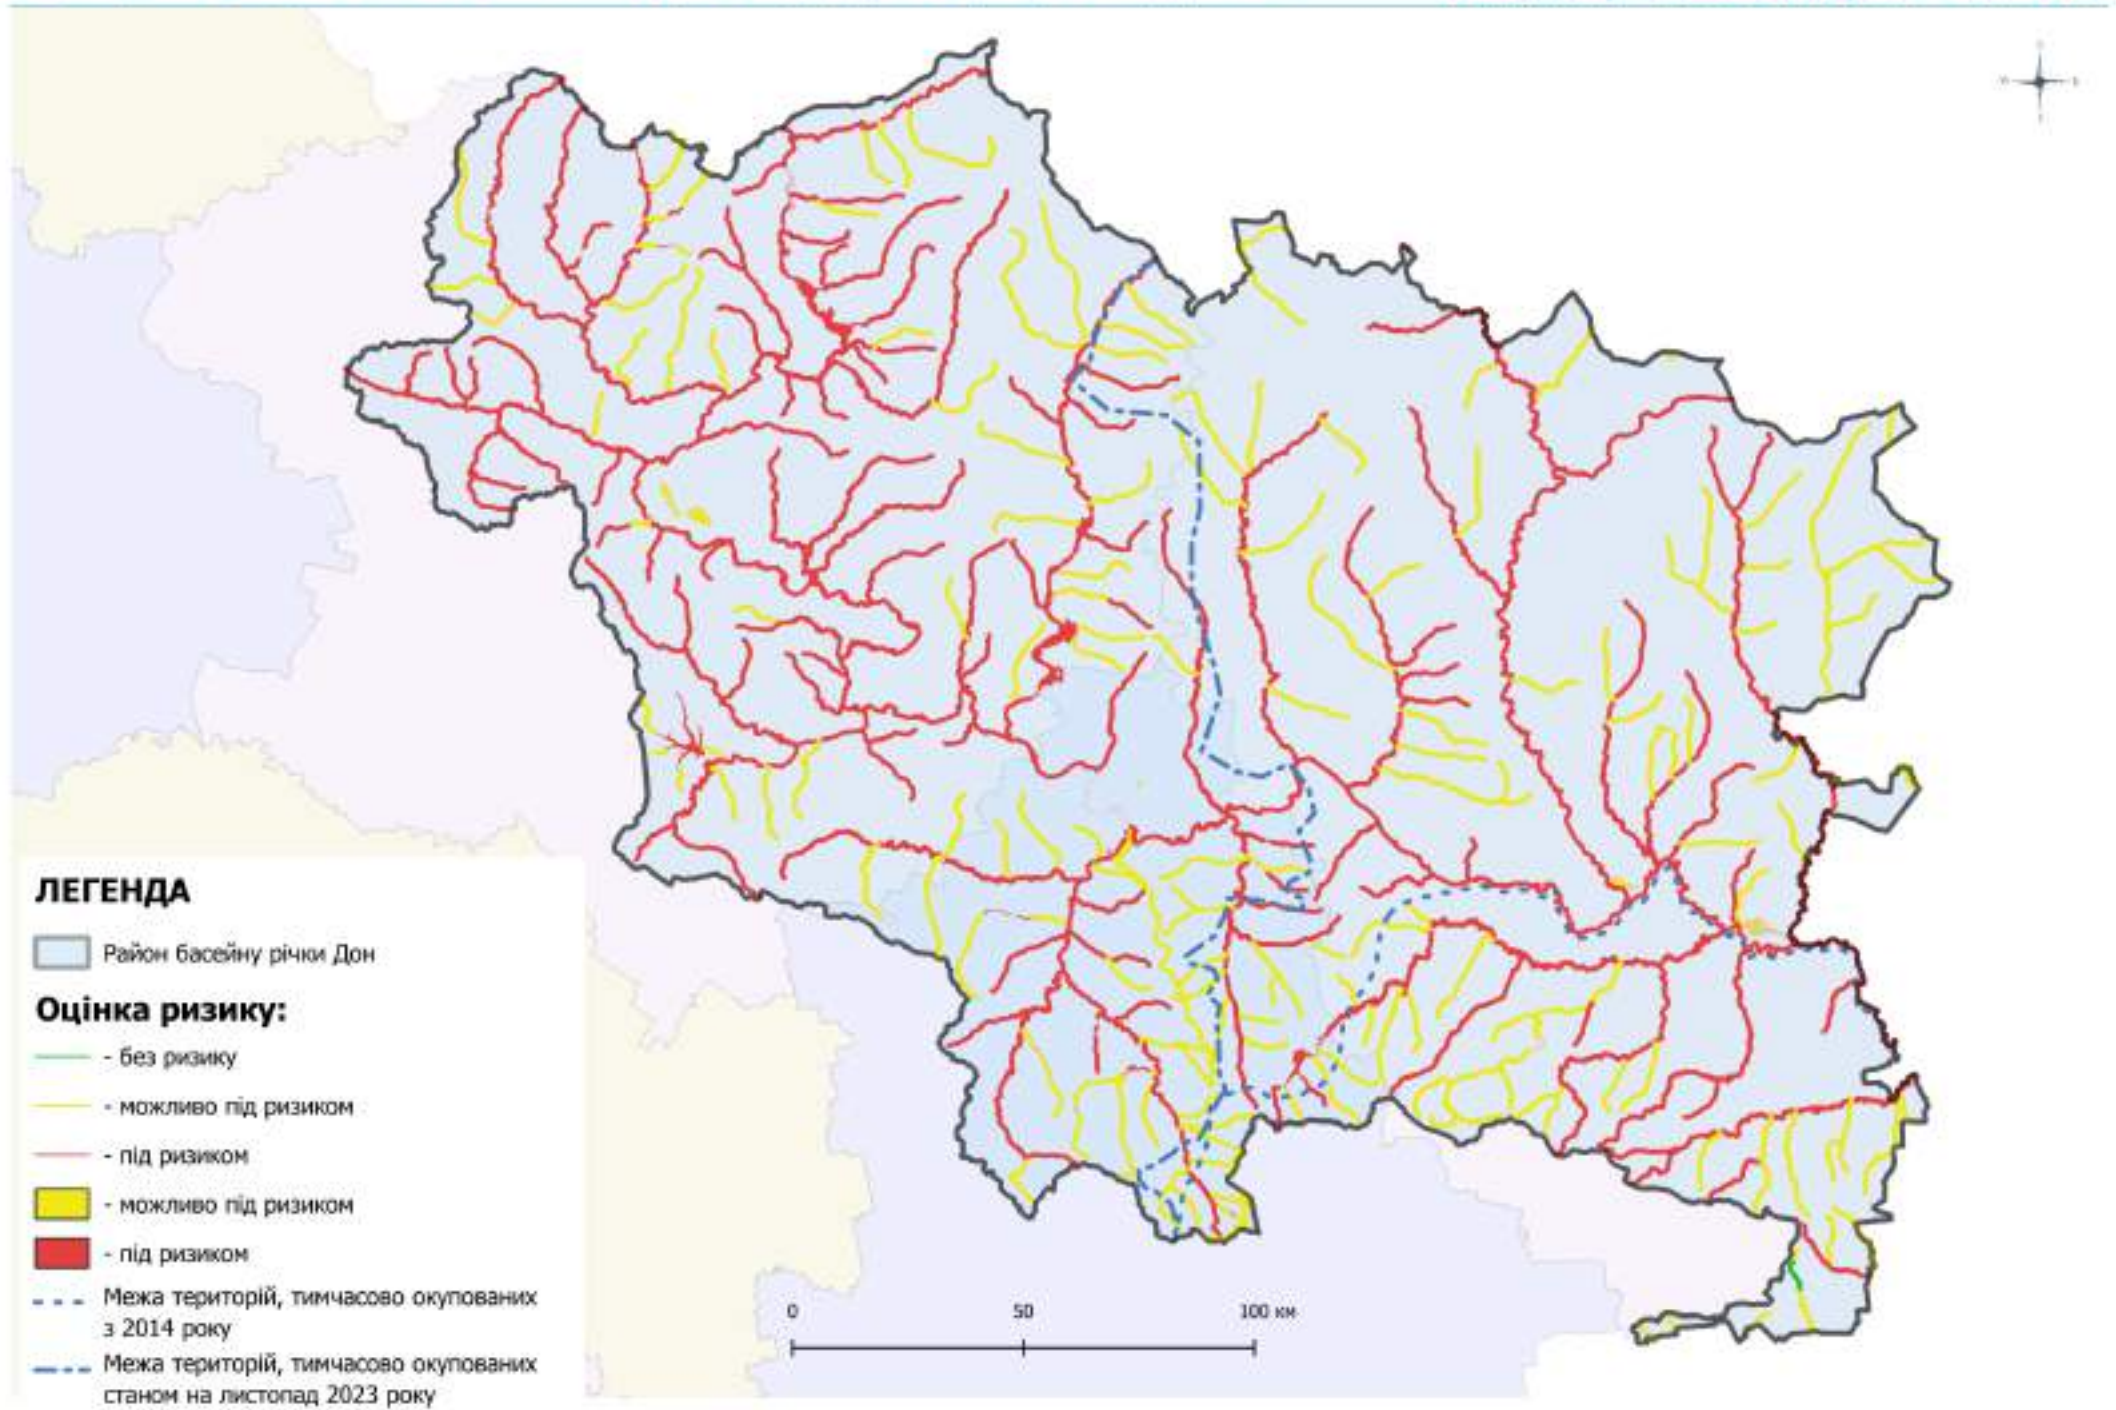 ЛЕГЕНДА
Район басейну річки Дон
Оцінка ризику:
- без ризику
- можливо під ризиком
- під ризиком
- можливо під ризиком
- під ризиком
Межа територій, тимчасово окупованих
з 2014 року
Межа територій, тимчасово окупованих
станом на листопад 2023 року
0 50 100 км